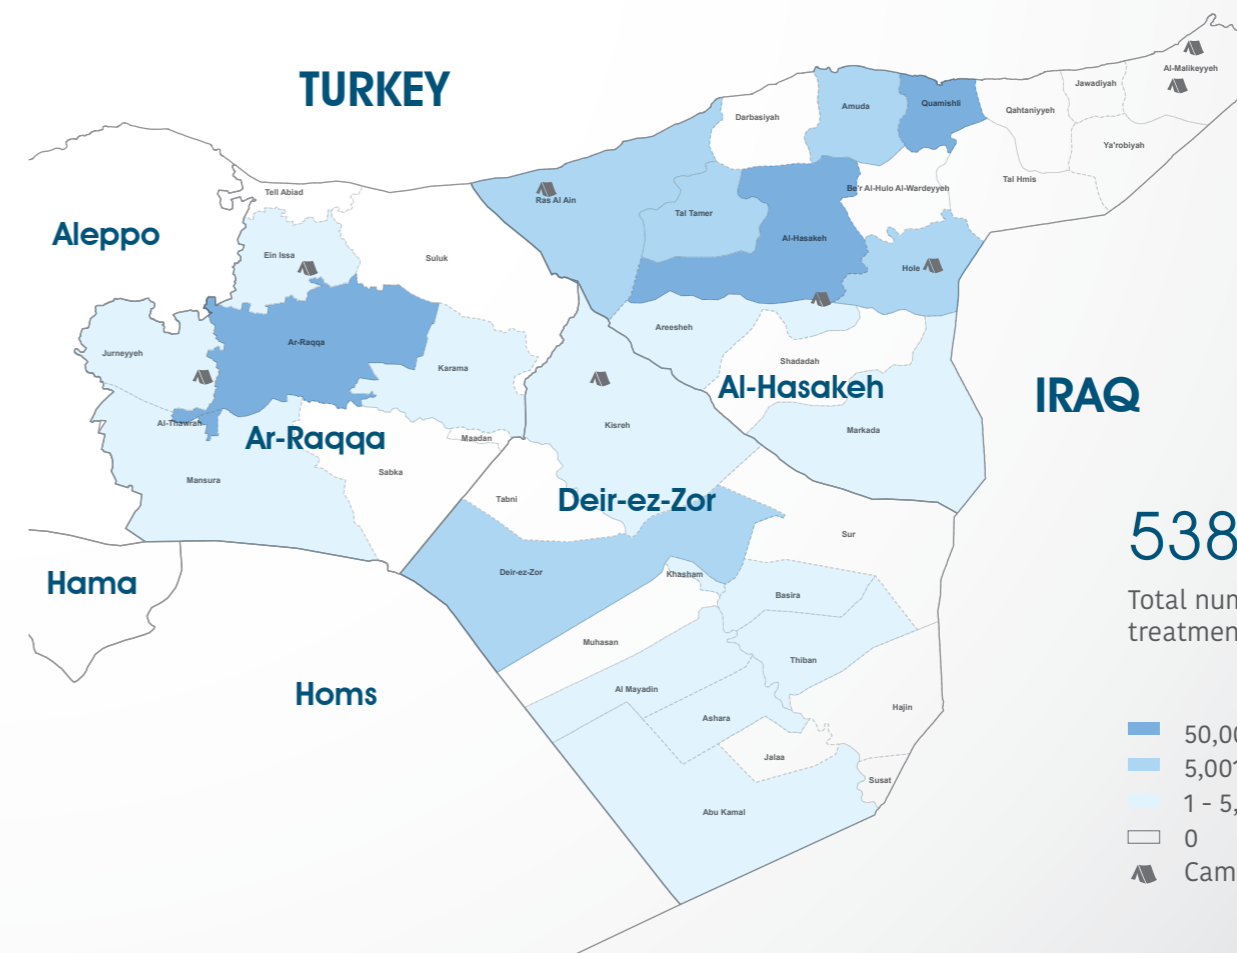 TURKEY
Al-Malikeyyeh
Jawadiyah
Qahtaniyyeh
Quamishli
Amuda
Darbasiyah
Ya'robiyah
Tal Hmis
Be'r Al-Hulo Al-Wardeyyeh
Tell Abiad
Ras Al Ain
Tal Tamer
Aleppo
Al-Hasakeh
Ein Issa
Suluk
Hole
Areesheh
Ar-Raqqa
Jurneyyeh
Karama
Shadadah
Al-Hasakeh
IRAQ
Al-Thawrah
Ar-Raqqa
Kisreh
Markada
Maadan
Sabka
Mansura
Tabni
Deir-ez-Zor
Sur
538
Hama
Deir-ez-Zor
Khasham
Basira
Total num
treatmen
Muhasan
Thiban
Homs
Al Mayadin
Hajin
Ashara
50,00
Jalaa
5,001
Susat
1 - 5,
Abu Kamal
0
Cam